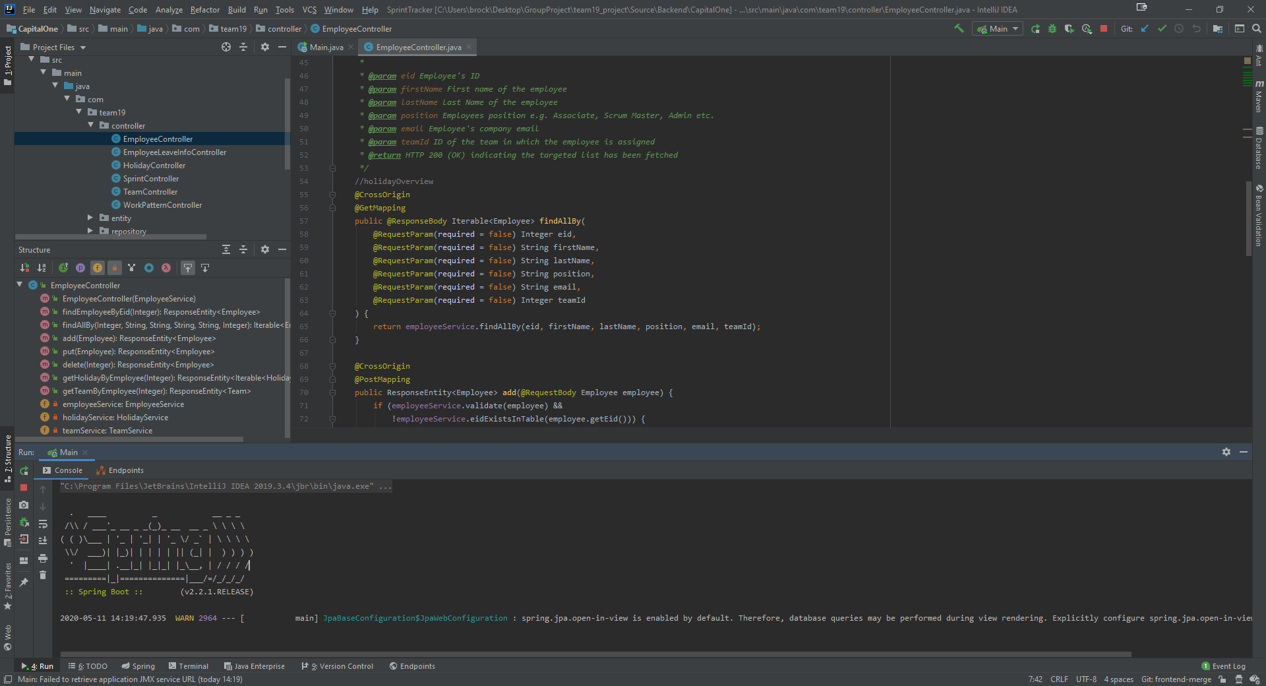 File Edit View Navigate Code Analyze Refactor Build Run Tools VCS Window Help SprintTracker [C:\Users\brock\Desktop\GroupProject\team19_project\Source\Backend\CapitalOne] - ...\src\main\java\com\team19\controller\EmployeeController.java - IntelliJ IDEA
CapitalOne src main java com team19 controller EmployeeController
Main Git:
Project Files
src
main
java
com
team19
controller
EmployeeController
EmployeeLeaveInfoController
HolidayController
SprintController
TeamController
WorkPatternController
entity
repository
Structure
EmployeeController
EmployeeController(EmployeeService)
findEmployeeByEid(Integer): ResponseEntity<Employee>
findAllBy(Integer, String, String, String, String, Integer): Iterable<E
add(Employee): ResponseEntity<Employee>
put(Employee): ResponseEntity<Employee>
delete(Integer): ResponseEntity<Employee>
getHolidayByEmployee(Integer): ResponseEntity<Iterable<Holida
getTeamByEmployee(Integer): ResponseEntity<Team>
employeeService: EmployeeService
holidayService: HolidayService
teamService: TeamService
Main.java EmployeeController.java
45 *
46 * @param eid Employee's ID
47 * @param firstName First name of the employee
48 * @param lastName Last Name of the employee
49 * @param position Employees position e.g. Associate, Scrum Master, Admin etc.
50 * @param email Employee's company email
51 * @param teamId ID of the team in which the employee is assigned
52 * @return HTTP 200 (OK) indicating the targeted list has been fetched
53 */
54 //holidayOverview
55 @CrossOrigin
56 @GetMapping
57 public @ResponseBody Iterable<Employee> findAllBy(
58 @RequestParam(required = false) Integer eid,
59 @RequestParam(required = false) String firstName,
60 @RequestParam(required = false) String lastName,
61 @RequestParam(required = false) String position,
62 @RequestParam(required = false) String email,
63 @RequestParam(required = false) Integer teamId
64 ) {
65 return employeeService.findAllBy(eid, firstName, lastName, position, email, teamId);
66 }
67
68 @CrossOrigin
69 @PostMapping
70 public ResponseEntity<Employee> add(@RequestBody Employee employee) {
71 if (employeeService.validate(employee) &&
72 !employeeService.eidExistsInTable(employee.getEid())) {
1: Project
7: Structure
Persistence
2: Favorites
Web
Ant
Maven
Database
Bean Validation
Run: Main
Console Endpoints
"C:\Program Files\JetBrains\IntelliJ IDEA 2019.3.4\jbr\bin\java.exe" ...
  .   ____          _            __ _ _
 /\\ / ___'_ __ _ _(_)_ __  __ _ \ \ \ \
( ( )\___ | '_ | '_| | '_ \/ _` | \ \ \ \
 \\/  ___)| |_)| | | | | || (_| |  ) ) ) )
  '  |____| .__|_| |_|_| |_\__, | / / / /
 =========|_|==============|___/=/_/_/_/
:: Spring Boot :: (v2.2.1.RELEASE)
2020-05-11 14:19:47.935 WARN 2964 --- [ main] JpaBaseConfiguration$JpaWebConfiguration : spring.jpa.open-in-view is enabled by default. Therefore, database queries may be performed during view rendering. Explicitly configure spring.jpa.open-in-view
4: Run 6: TODO Spring Terminal Java Enterprise 9: Version Control Endpoints 1 Event Log
Main: Failed to retrieve application JMX service URL (today 14:19) 7:42 CRLF UTF-8 4 spaces Git: frontend-merge